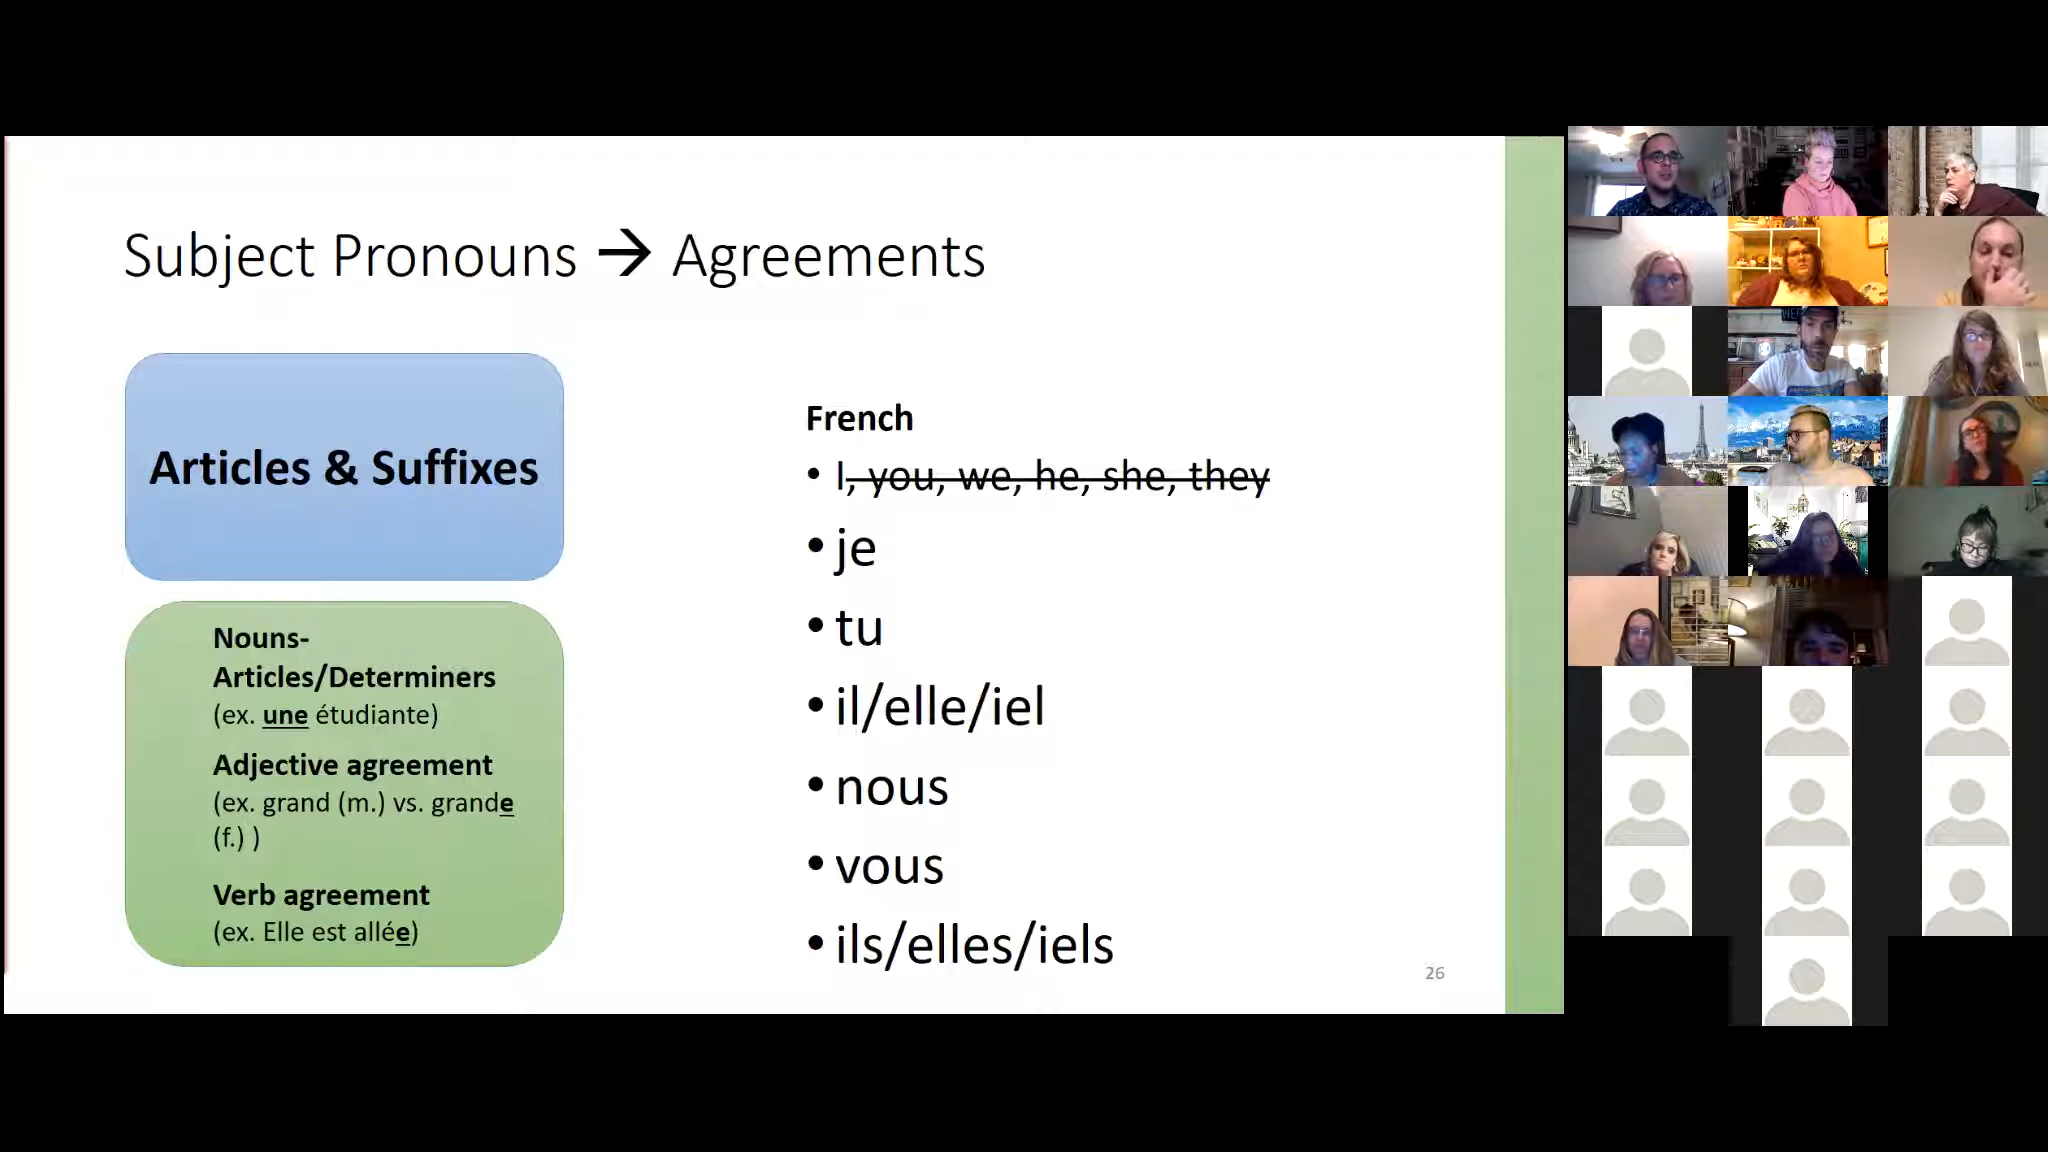 Subject Pronouns → Agreements
Articles & Suffixes
Nouns-
Articles/Determiners
(ex. une étudiante)
Adjective agreement
(ex. grand (m.) vs. grande
(f.) )
Verb agreement
(ex. Elle est allée)
French
• I, you, we, he, she, they
• je
• tu
• il/elle/iel
• nous
• vous
• ils/elles/iels
26